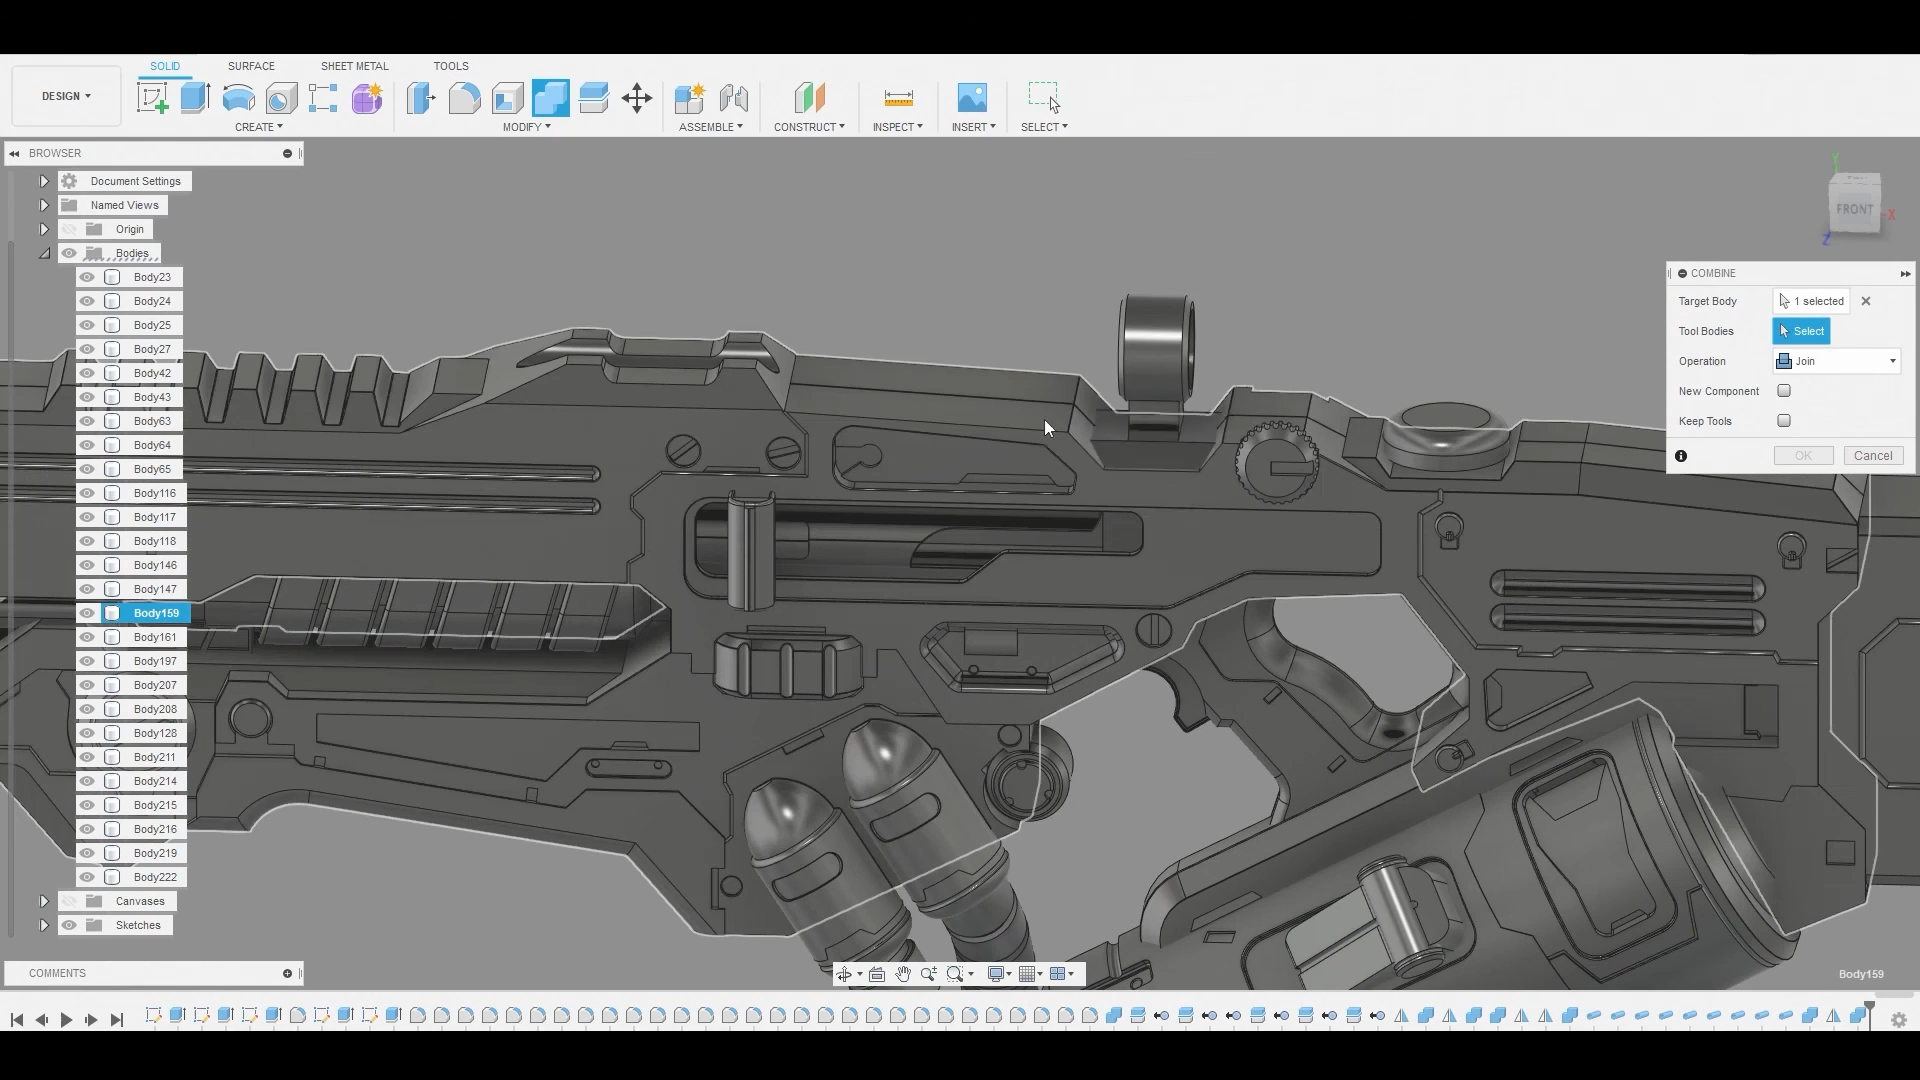 SOLID
SURFACE
SHEET METAL
TOOLS
DESIGN
CREATE
MODIFY
ASSEMBLE
CONSTRUCT
INSPECT
INSERT
SELECT
BROWSER
Document Settings
Named Views
Origin
Bodies
Body23
Body24
Body25
Body27
Body42
Body43
Body63
Body64
Body65
Body116
Body117
Body118
Body146
Body147
Body159
Body161
Body197
Body207
Body208
Body128
Body211
Body214
Body215
Body216
Body219
Body222
Canvases
Sketches
COMMENTS
Y
FRONT
X
Z
COMBINE
Target Body
1 selected
Tool Bodies
Select
Operation
Join
New Component
Keep Tools
OK
Cancel
Body159